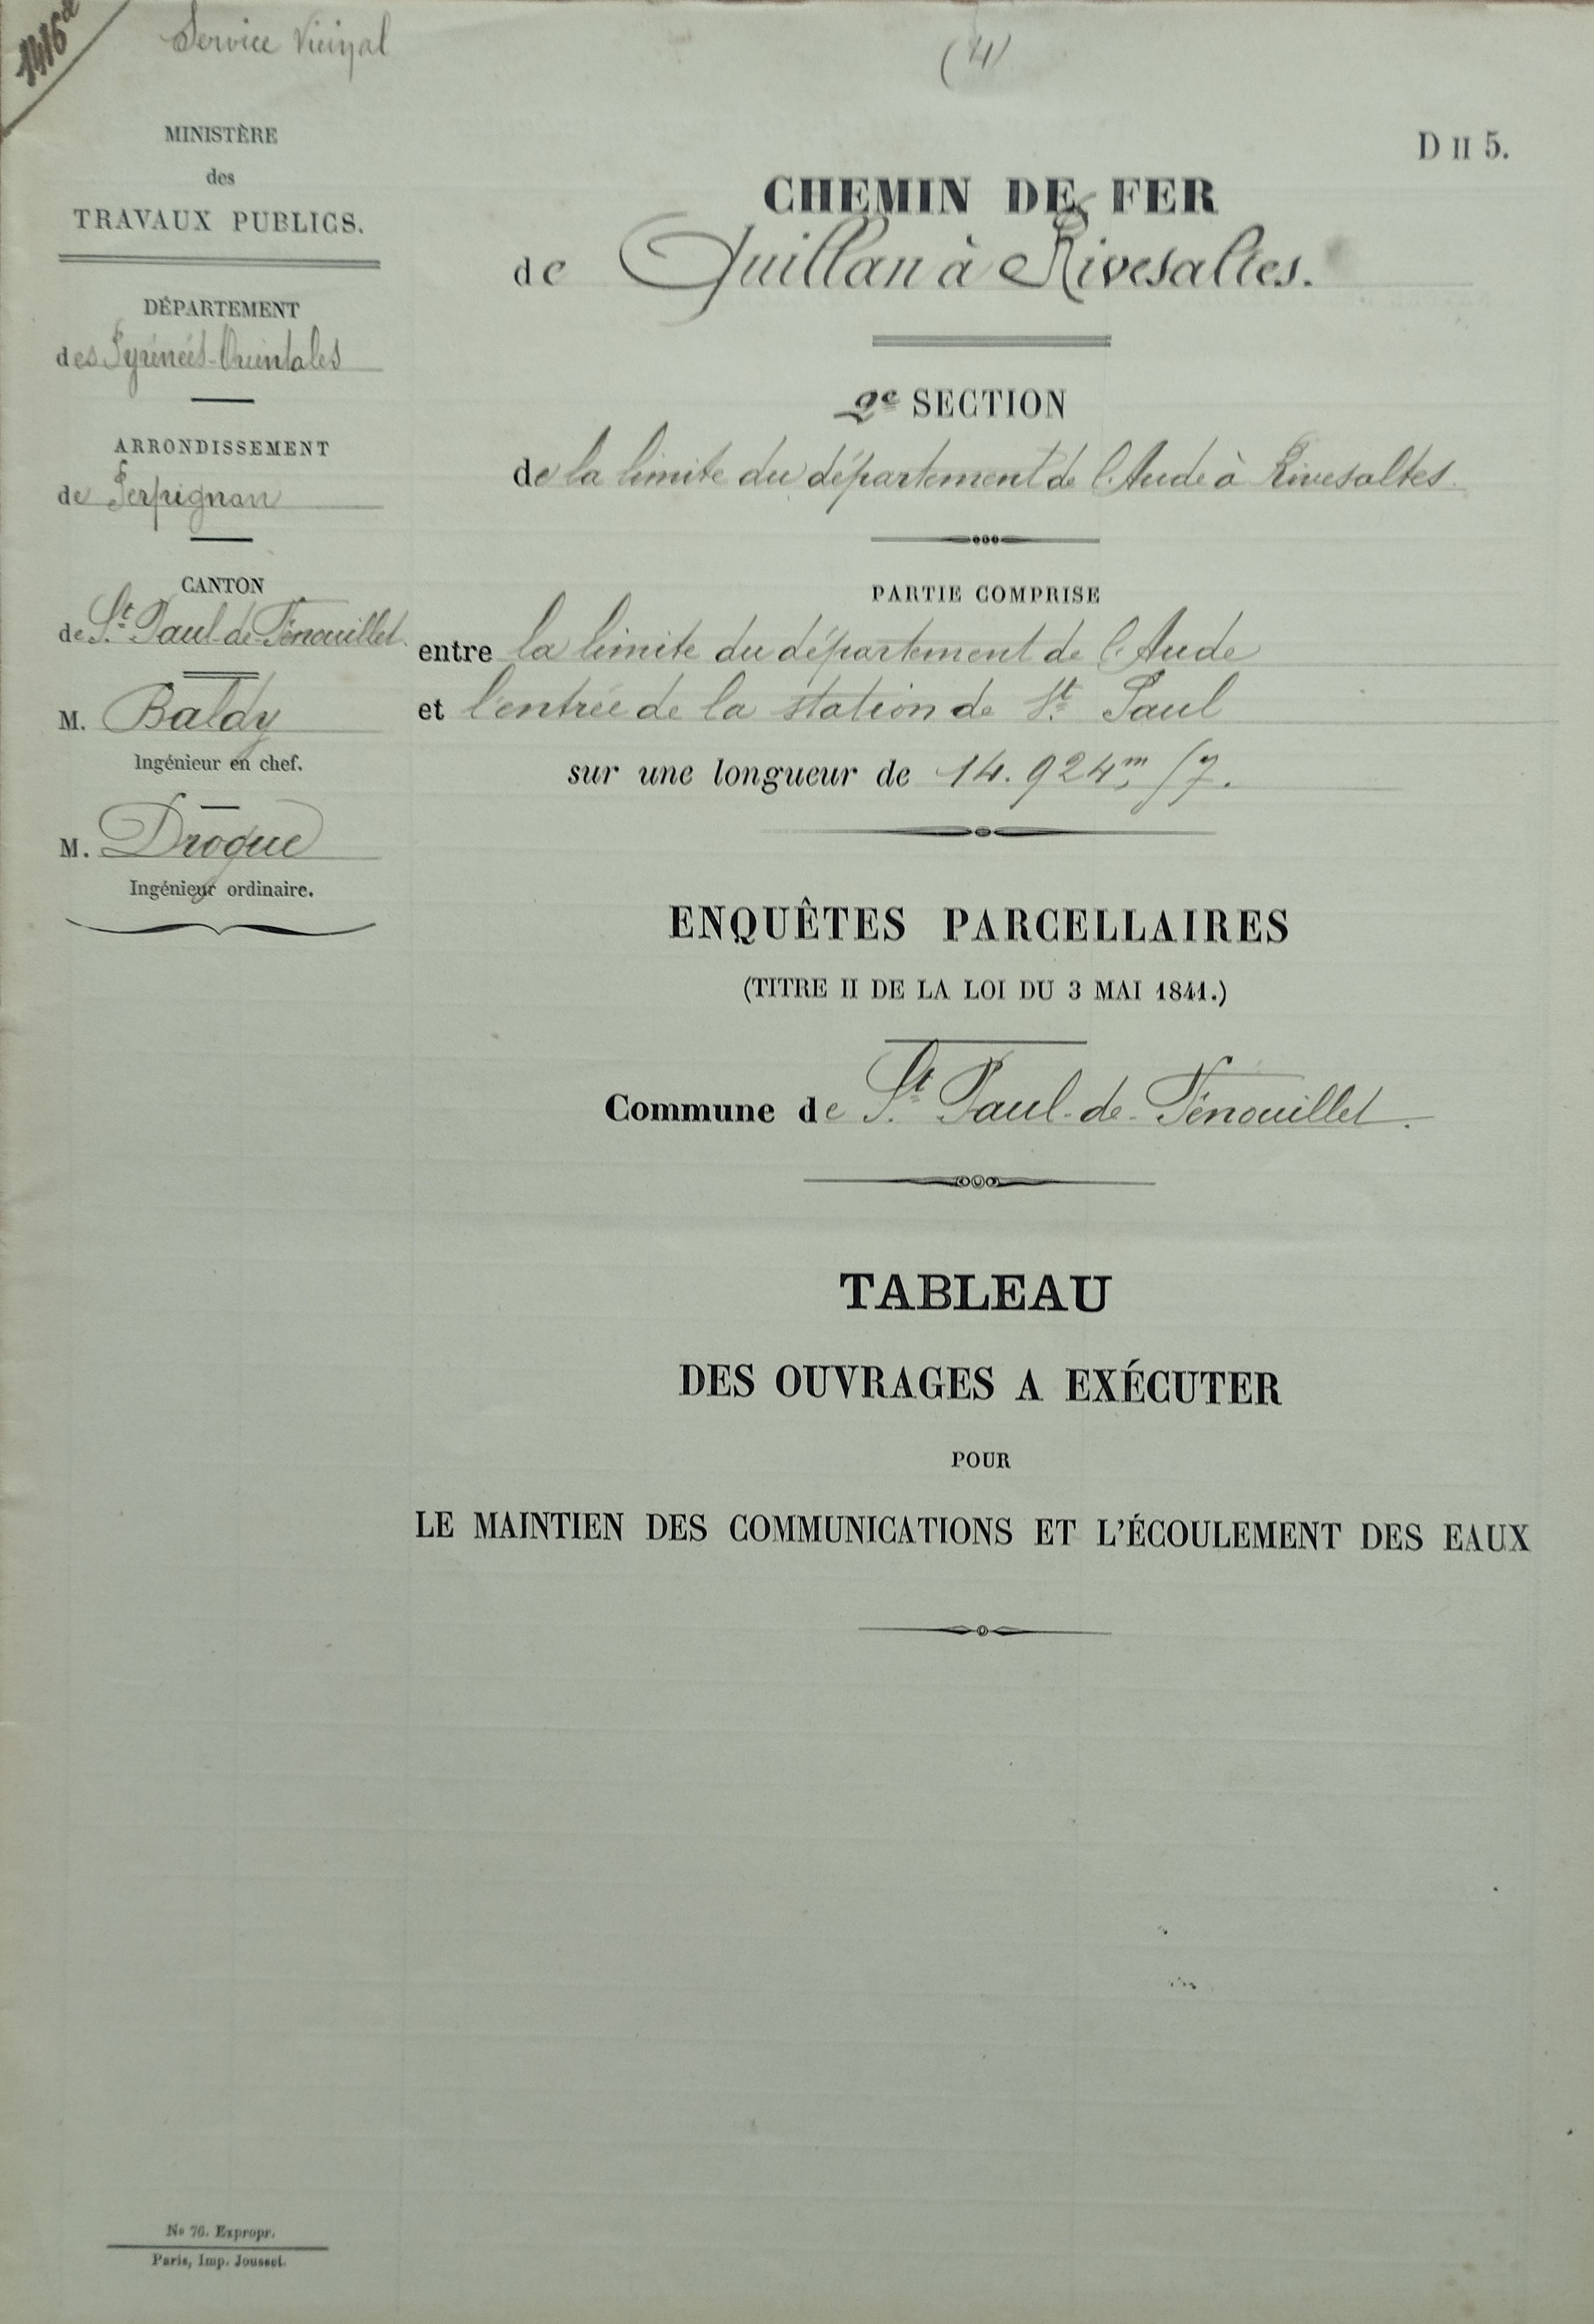 1416
Service Vicinal
(4)
D II 5.
MINISTÈRE
des
TRAVAUX PUBLICS.
DÉPARTEMENT
des Pyrénées-Orientales
ARRONDISSEMENT
de Perpignan
CANTON
de St. Paul-de-Fenouillet.
M. Baldy
Ingénieur en chef.
M. Drogue
Ingénieur ordinaire.
CHEMIN DE FER
de Quillan à Rivesaltes.
2e SECTION
de la limite du département de l'Aude à Rivesaltes.
PARTIE COMPRISE
entre la limite du département de l'Aude
et l'entrée de la station de St. Paul
sur une longueur de 14.924m,57.
ENQUÊTES PARCELLAIRES
(TITRE II DE LA LOI DU 3 MAI 1841.)
Commune de St. Paul-de-Fenouillet.
TABLEAU
DES OUVRAGES A EXÉCUTER
POUR
LE MAINTIEN DES COMMUNICATIONS ET L'ÉCOULEMENT DES EAUX
No 76. Expropr.
Paris, Imp. Jousset.